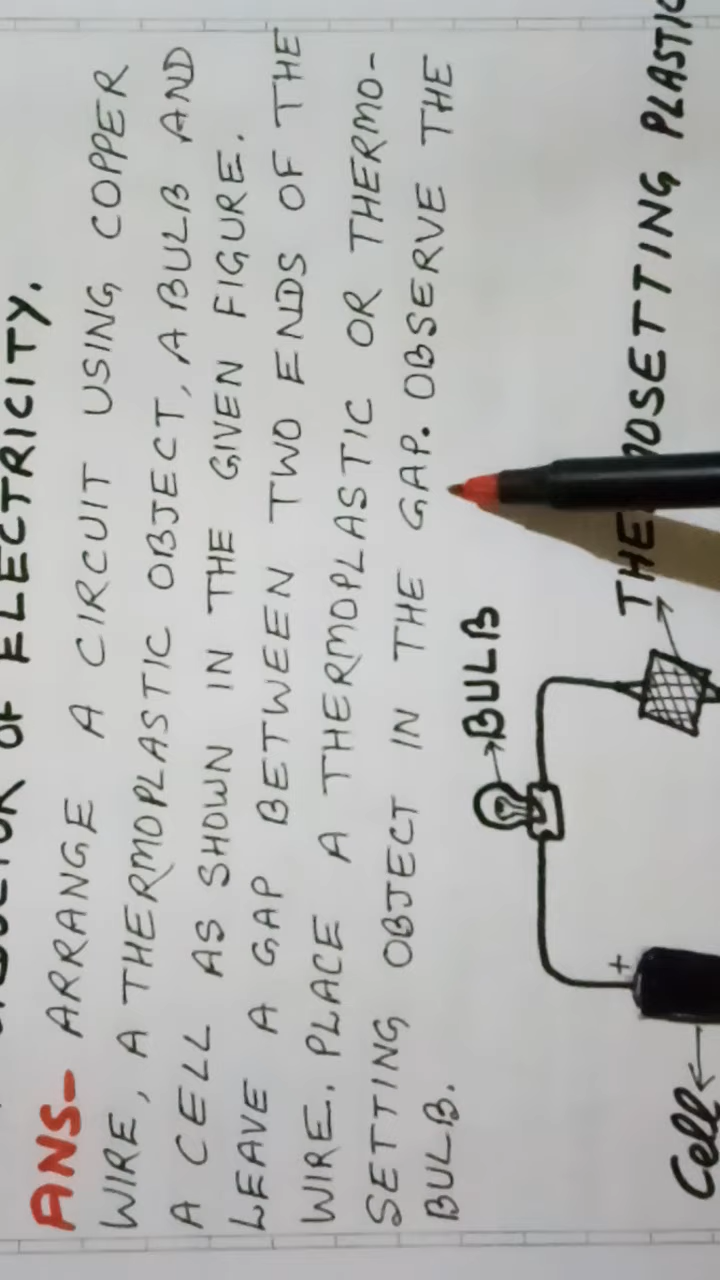 OF ELECTRICITY.
ANS- ARRANGE A CIRCUIT USING COPPER
WIRE, A THERMOPLASTIC OBJECT, A BULB AND
A CELL AS SHOWN IN THE GIVEN FIGURE.
LEAVE A GAP BETWEEN TWO ENDS OF THE
WIRE. PLACE A THERMOPLASTIC OR THERMO-
SETTING OBJECT IN THE GAP. OBSERVE THE
BULB.
BULB
+
Cell
PLASTIC